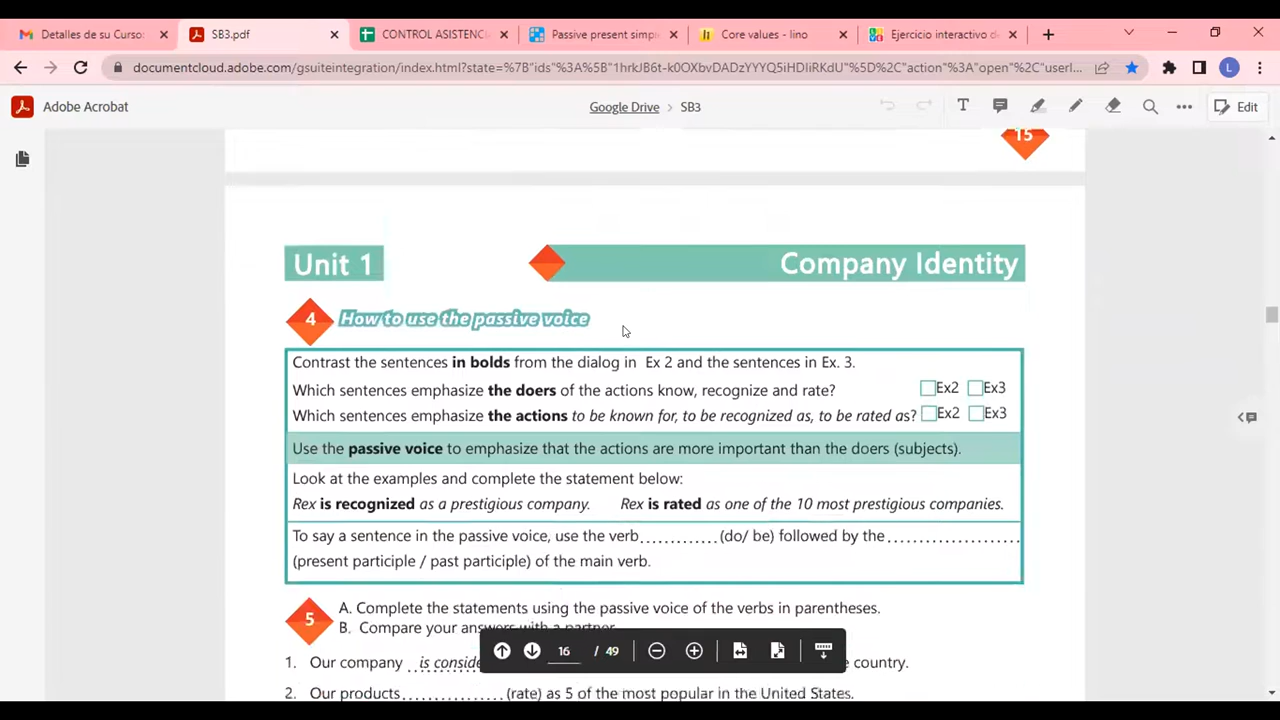 Detalles de su Curso:
SB3.pdf
CONTROL ASISTENCI
Passive present simp
Core values - lino
Ejercicio interactivo d
documentcloud.adobe.com/gsuiteintegration/index.html?state=%7B"ids"%3A%5B"1hrkJB6t-k0OXbvDADzYYYQ5iHDIiRKdU"%5D%2C"action"%3A"open"%2C"userI...
L
Adobe Acrobat
Google Drive
SB3
Edit
15
Unit 1
Company Identity
4
How to use the passive voice
Contrast the sentences in bolds from the dialog in Ex 2 and the sentences in Ex. 3.
Which sentences emphasize the doers of the actions know, recognize and rate? Ex2 Ex3
Which sentences emphasize the actions to be known for, to be recognized as, to be rated as? Ex2 Ex3
Use the passive voice to emphasize that the actions are more important than the doers (subjects).
Look at the examples and complete the statement below:
Rex is recognized as a prestigious company. Rex is rated as one of the 10 most prestigious companies.
To say a sentence in the passive voice, use the verb............. (do/ be) followed by the ......................
(present participle / past participle) of the main verb.
5
A. Complete the statements using the passive voice of the verbs in parentheses.
B. Compare your answers with a partner.
1. Our company ..is conside e country.
2. Our products.................. (rate) as 5 of the most popular in the United States.
16 / 49